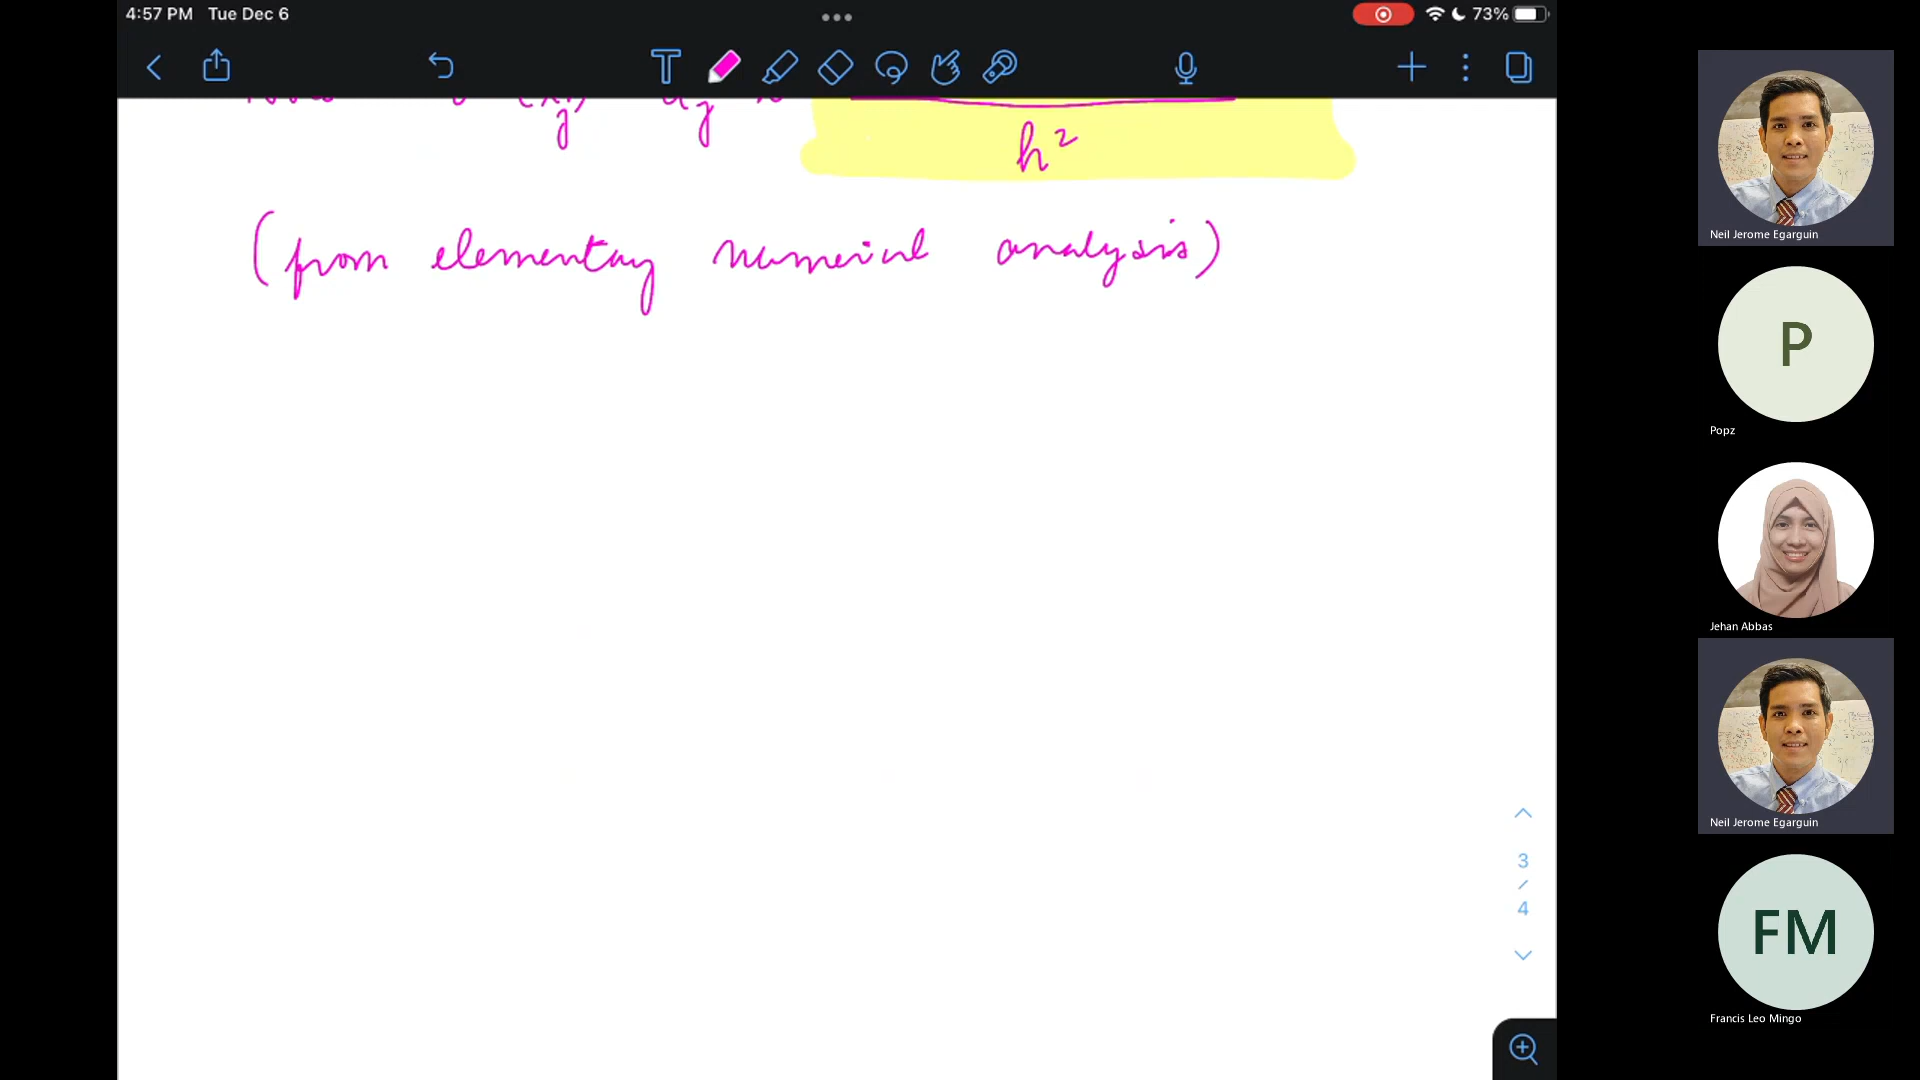 4:57 PM Tue Dec 6
73%
T
h²
(from elementary numerical analysis)
3
/
4
Neil Jerome Egarguin
P
Popz
Jehan Abbas
Neil Jerome Egarguin
FM
Francis Leo Mingo